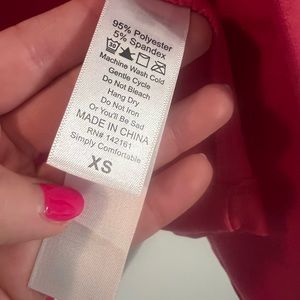 95% Polyester
5% Spandex
30
Machine Wash Cold
Gentle Cycle
Do Not Bleach
Hang Dry
Do Not Iron
Or You'll Be Sad
MADE IN CHINA
RN# 142181
Simply Comfortable
XS